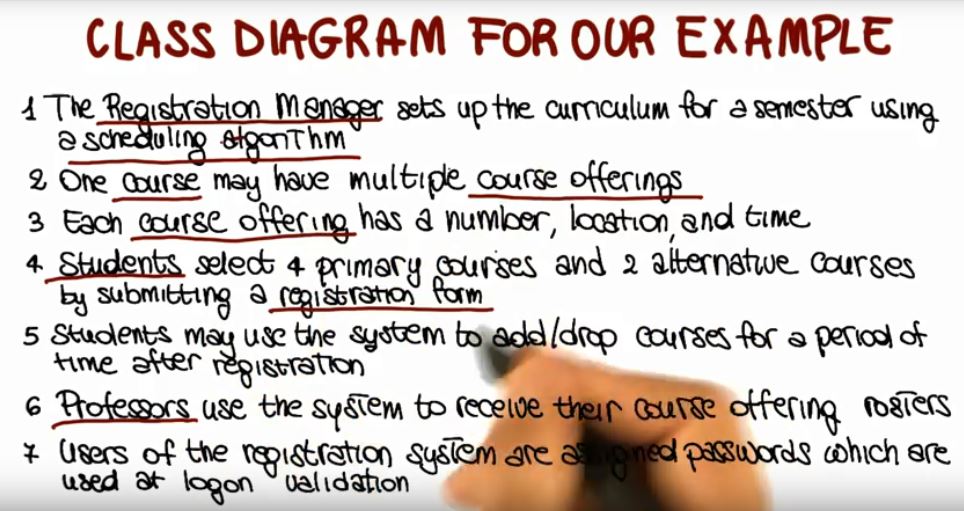 CLASS DIAGRAM FOR OUR EXAMPLE
1 The Registration Manager sets up the curriculum for a semester using
a scheduling algorithm
2 One course may have multiple course offerings
3 Each course offering has a number, location, and time
4 Students select 4 primary courses and 2 alternative courses
by submitting a registration form
5 Students may use the system to add/drop courses for a period of
time after registration
6 Professors use the system to receive their course offering rosters
7 Users of the registration system are assigned passwords which are
used at logon validation